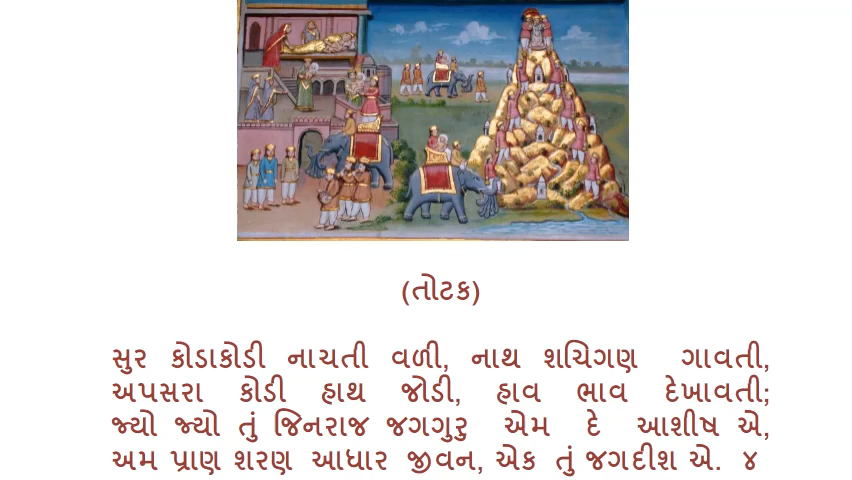 (તોટક)
સુર કોડાકોડી નાચતી વળી, નાથ શચિગણ ગાવતી,
અપસરા કોડી હાથ જોડી, હાવ ભાવ દેખાવતી;
જ્યો જ્યો તું જિનરાજ જગગુરુ એમ દે આશીષ એ,
અમ પ્રાણ શરણ આધાર જીવન, એક તું જગદીશ એ. ૪